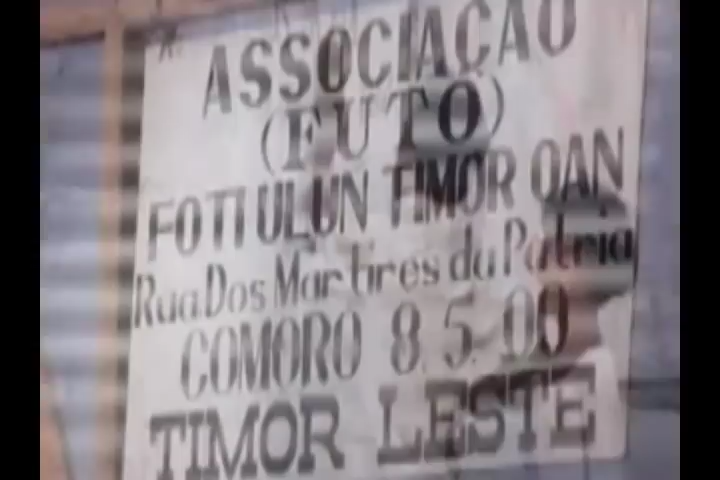 ASSOCIAÇAO
(FUTO)
FOTI ULUN TIMOR OAN
Rua Dos Martires da Patria
COMORO 8.5.00
TIMOR LESTE